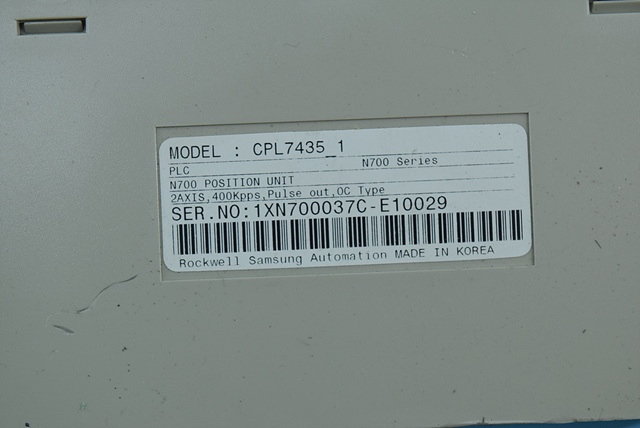 MODEL : CPL7435_1
PLC N700 Series
N700 POSITION UNIT
2AXIS,400Kpps,Pulse out,OC Type
SER.NO:1XN700037C-E10029
Rockwell Samsung Automation MADE IN KOREA